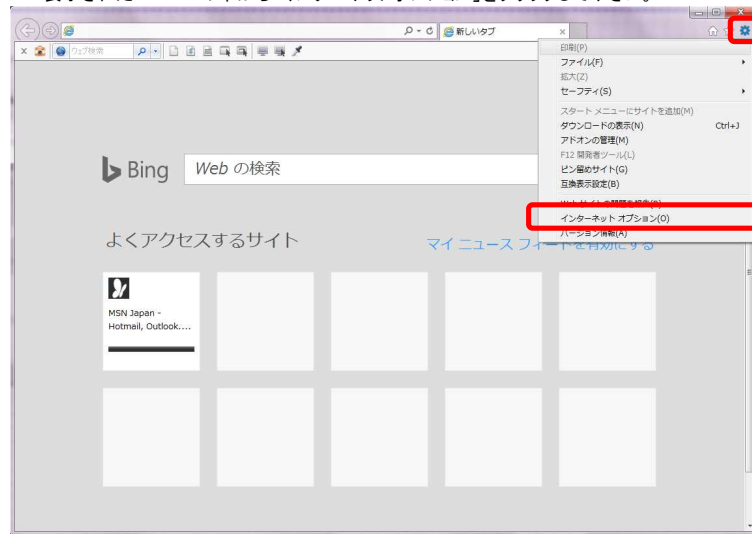 新しいタブ
ウェブ検索
印刷(P)
ファイル(F)
拡大(Z)
セーフティ(S)
スタート メニューにサイトを追加(M)
ダウンロードの表示(N) Ctrl+J
アドオンの管理(M)
F12 開発者ツール(L)
ピン留めサイト(G)
互換表示設定(B)
インターネット オプション(O)
バージョン情報(A)
Bing
Web の検索
よくアクセスするサイト
マイ ニュース フィードを有効にする
MSN Japan -
Hotmail, Outlook....